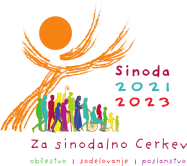 Sinoda
2021
2023
Za sinodalno Cerkev
občestvo | sodelovanje | poslanstvo